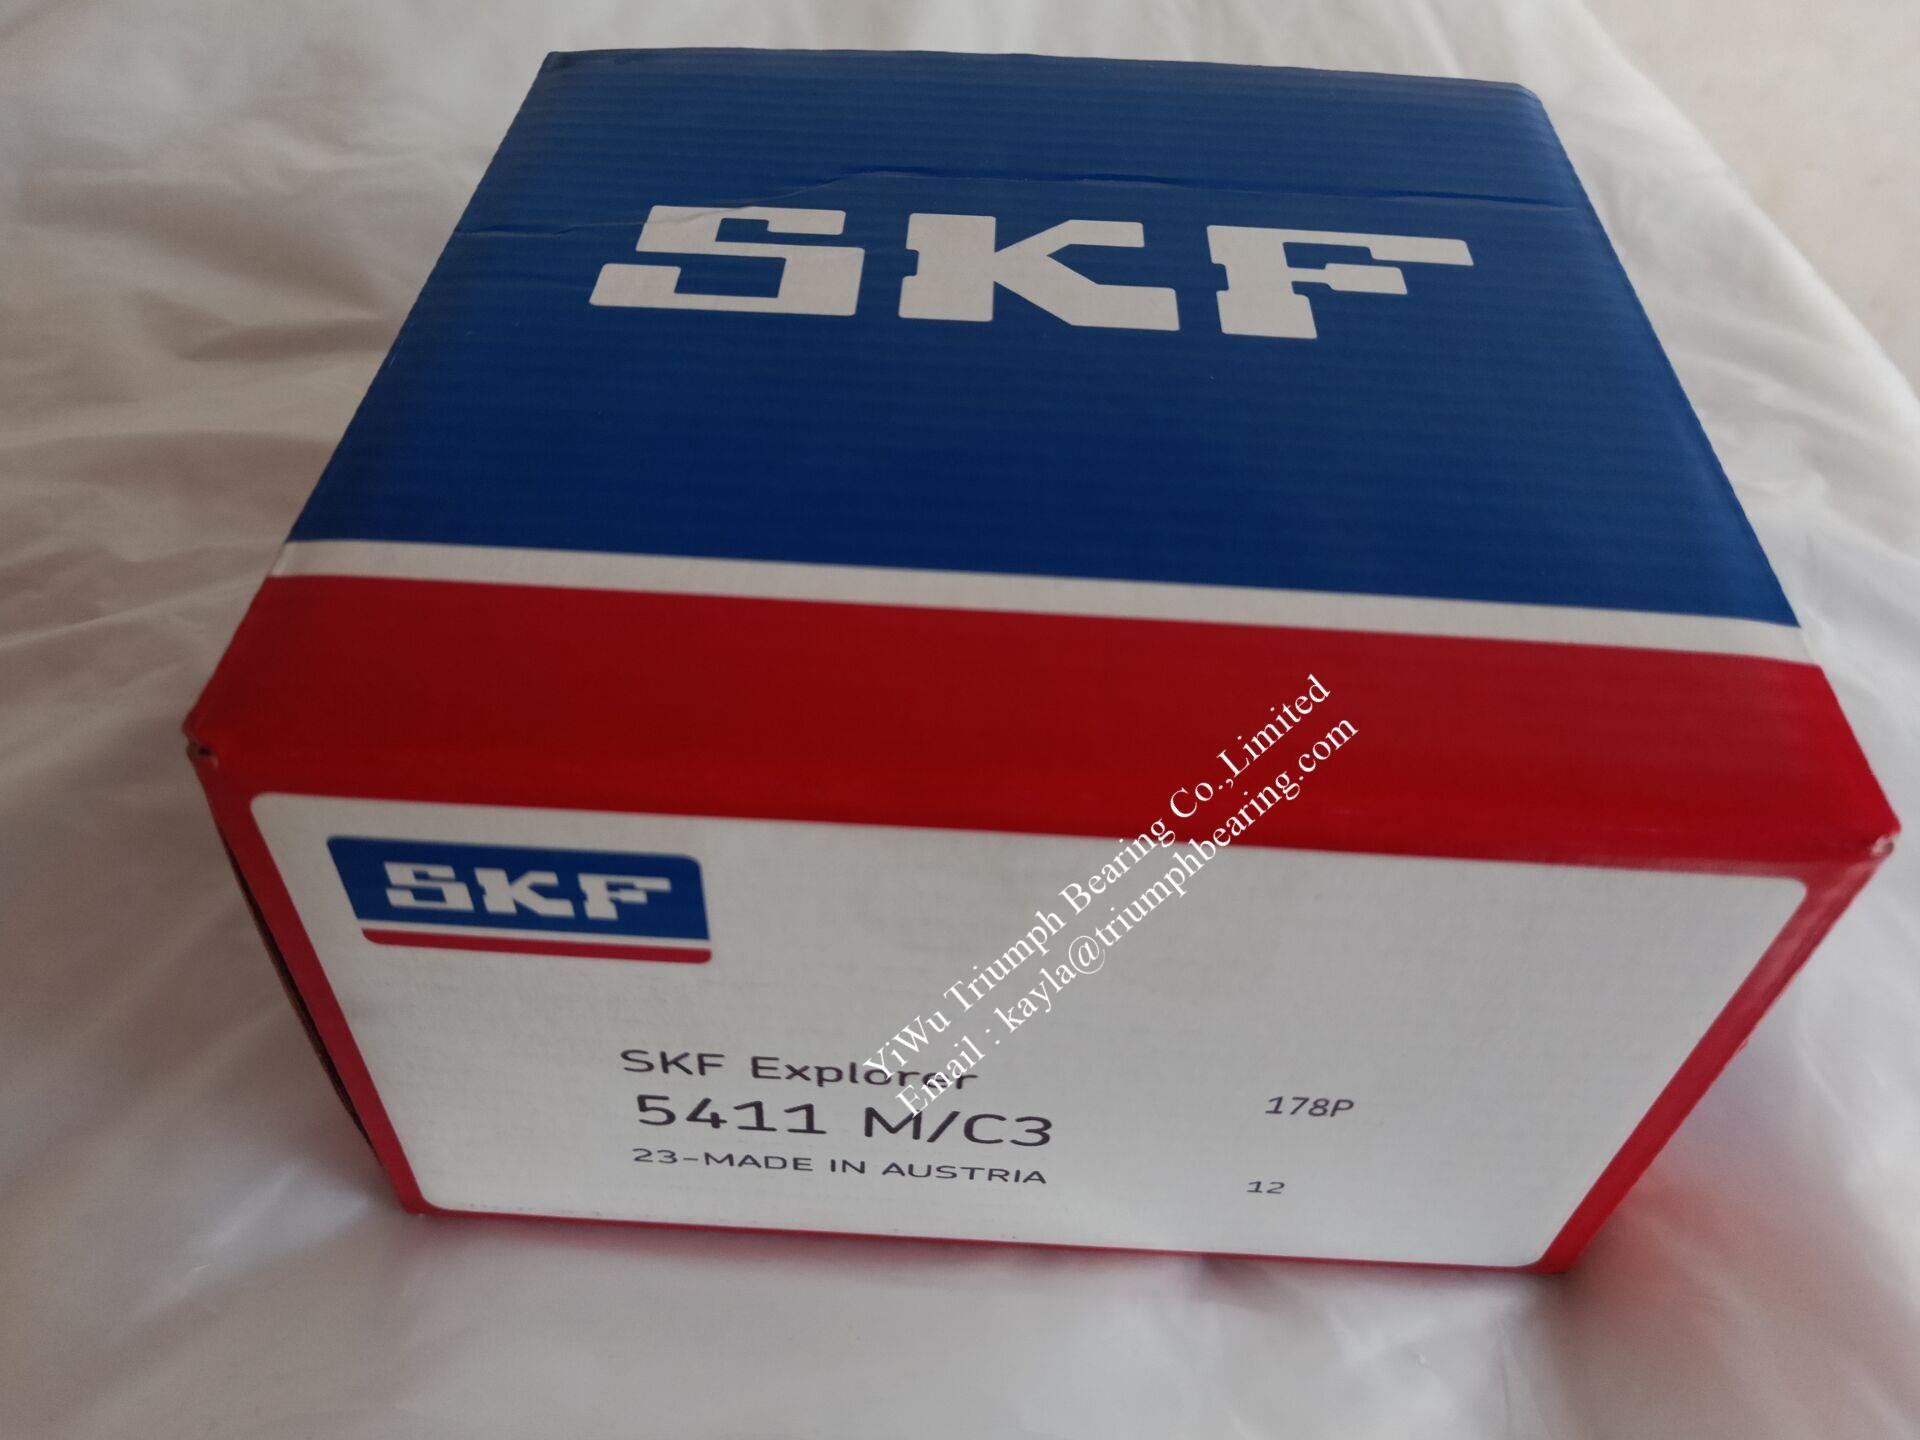 SKF
SKF
SKF Explorer
5411 M/C3
178P
23-MADE IN AUSTRIA
12
YiWu Triumph Bearing Co.,Limited
Email : kayla@triumphbearing.com